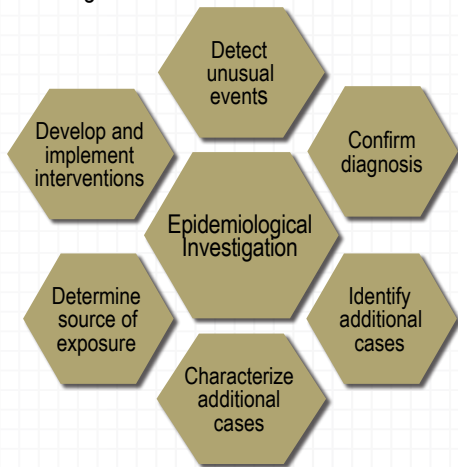 Detect
unusual
events
Confirm
diagnosis
Identify
additional
cases
Characterize
additional
cases
Determine
source of
exposure
Develop and
implement
interventions
Epidemiological
Investigation